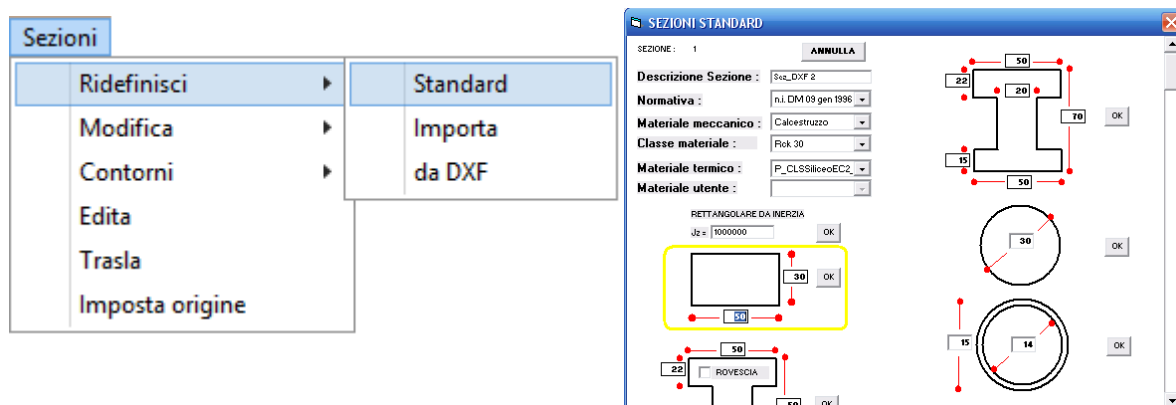 Sezioni
Ridefinisci
Modifica
Contorni
Edita
Trasla
Imposta origine
Standard
Importa
da DXF
SEZIONI STANDARD
SEZIONE : 1 ANNULLA
Descrizione Sezione : Sez_DXF 2
Normativa : n.i. DM 09 gen 1996
Materiale meccanico : Calcestruzzo
Classe materiale : Rck 30
Materiale termico : P_CLSSiliceoEC2_
Materiale utente :
RETTANGOLARE DA INERZIA
Jz = 1000000 OK
30 OK
50
50
22 ROVESCIA
50 OK
50
22
20
70 OK
15
50
30 OK
15 14 OK